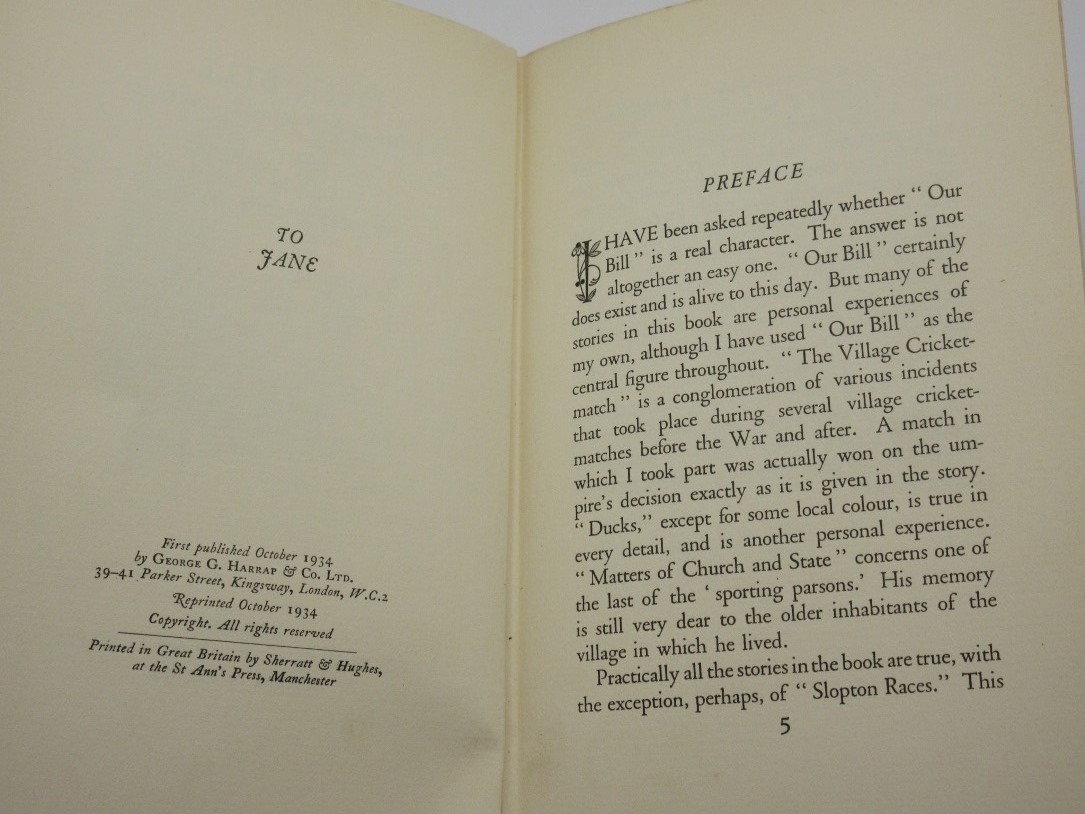 TO
JANE
First published October 1934
by GEORGE G. HARRAP & CO. LTD.
39–41 Parker Street, Kingsway, London, W.C.2
Reprinted October 1934
Copyright. All rights reserved
Printed in Great Britain by Sherratt & Hughes,
at the St Ann's Press, Manchester
PREFACE
I HAVE been asked repeatedly whether “ Our
Bill ” is a real character. The answer is not
altogether an easy one. “ Our Bill ” certainly
does exist and is alive to this day. But many of the
stories in this book are personal experiences of
my own, although I have used “ Our Bill ” as the
central figure throughout. “ The Village Cricket-
match ” is a conglomeration of various incidents
that took place during several village cricket-
matches before the War and after. A match in
which I took part was actually won on the um-
pire's decision exactly as it is given in the story.
“ Ducks,” except for some local colour, is true in
every detail, and is another personal experience.
“ Matters of Church and State ” concerns one of
the last of the ‘ sporting parsons.’ His memory
is still very dear to the older inhabitants of the
village in which he lived.
Practically all the stories in the book are true, with
the exception, perhaps, of “ Slopton Races.” This
5